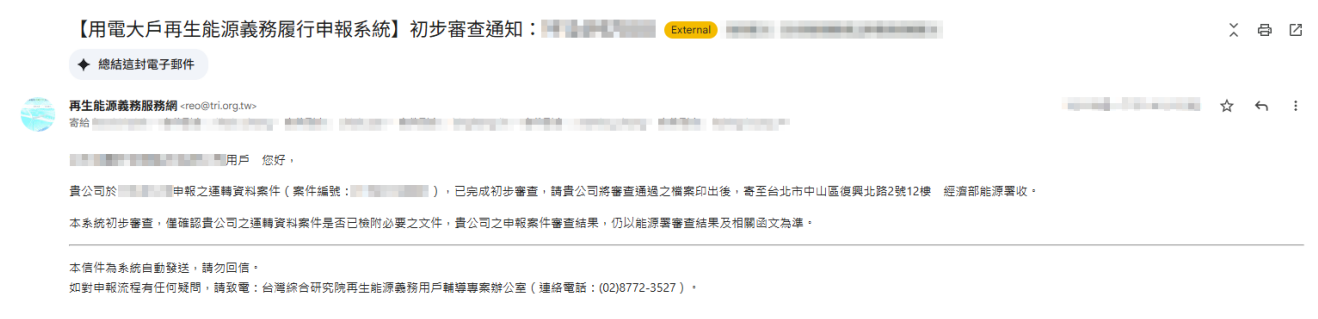 【用電大戶再生能源義務履行申報系統】初步審查通知： External
總結這封電子郵件
再生能源義務服務網 <reo@tri.org.tw>
寄給
用戶　您好，
貴公司於 申報之運轉資料案件（案件編號： ），已完成初步審查，請貴公司將審查通過之檔案印出後，寄至台北市中山區復興北路2號12樓　經濟部能源署收。
本系統初步審查，僅確認貴公司之運轉資料案件是否已檢附必要之文件，貴公司之申報案件審查結果，仍以能源署審查結果及相關函文為準。
本信件為系統自動發送，請勿回信。
如對申報流程有任何疑問，請致電：台灣綜合研究院再生能源義務用戶輔導專案辦公室（連絡電話：(02)8772-3527）。